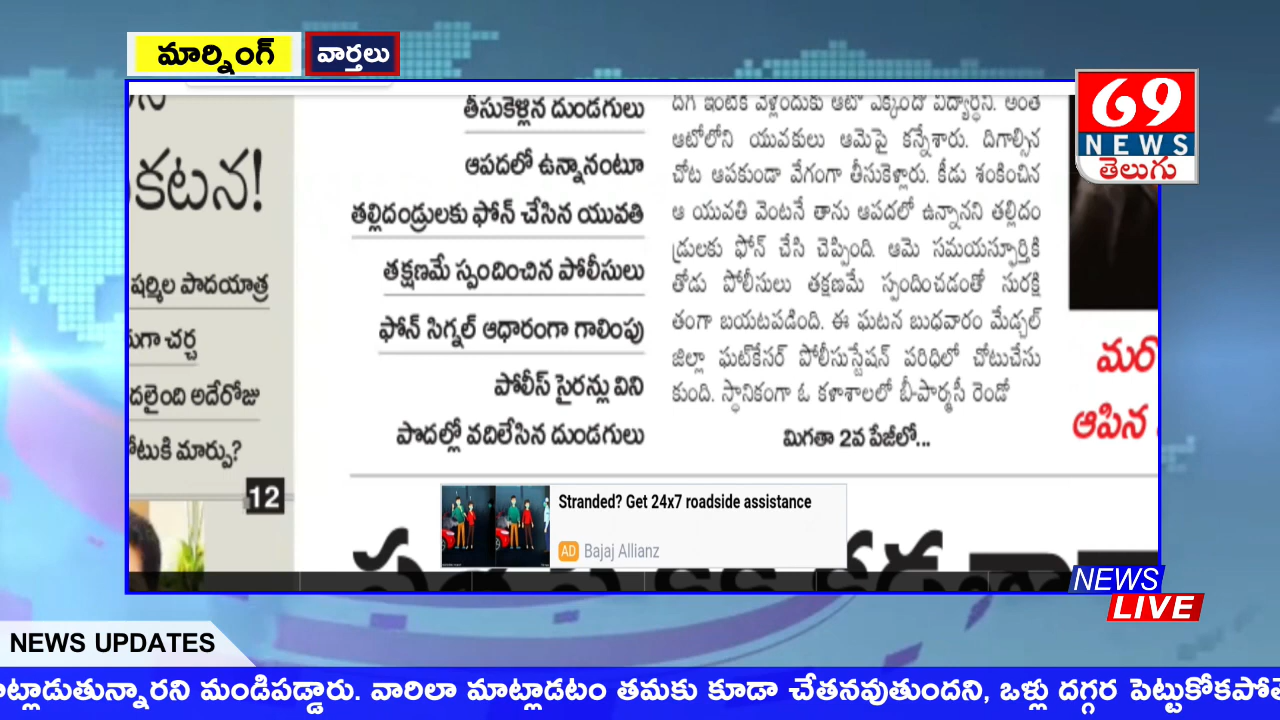 మార్నింగ్ వార్తలు
69
NEWS
తెలుగు
కటన!
షర్మిల పాదయాత్ర
చర్చ
అదేరోజు
మార్పు?
12
తీసుకెళ్లిన దుండగులు
ఆపదలో ఉన్నానంటూ
తల్లిదండ్రులకు ఫోన్ చేసిన యువతి
తక్షణమే స్పందించిన పోలీసులు
ఫోన్ సిగ్నల్ ఆధారంగా గాలింపు
పోలీస్ సైరన్లు విని
పొదల్లో వదిలేసిన దుండగులు
దిగి ఇంటికి వెళ్లేందుకు ఆటో ఎక్కిందో విద్యార్థిని. అంతే
ఆటోలోని యువకులు ఆమెపై కన్నేశారు. దిగాల్సిన
చోట ఆపకుండా వేగంగా తీసుకెళ్లారు. కీడు శంకించిన
ఆ యువతి వెంటనే తాను ఆపదలో ఉన్నానని తల్లిదం
డ్రులకు ఫోన్ చేసి చెప్పింది. ఆమె సమయస్ఫూర్తికి
తోడు పోలీసులు తక్షణమే స్పందించడంతో సురక్షి
తంగా బయటపడింది. ఈ ఘటన బుధవారం మేడ్చల్
జిల్లా ఘట్‌కేసర్ పోలీసుస్టేషన్ పరిధిలో చోటుచేసు
కుంది. స్థానికంగా ఓ కళాశాలలో బీ-ఫార్మసీ రెండో
మిగతా 2వ పేజీలో...
మరో
ఆపిన
Stranded? Get 24x7 roadside assistance
AD Bajaj Allianz
NEWS
LIVE
NEWS UPDATES
మాట్లాడుతున్నారని మండిపడ్డారు. వారిలా మాట్లాడటం తమకు కూడా చేతనవుతుందని, ఒళ్లు దగ్గర పెట్టుకోకపోతే